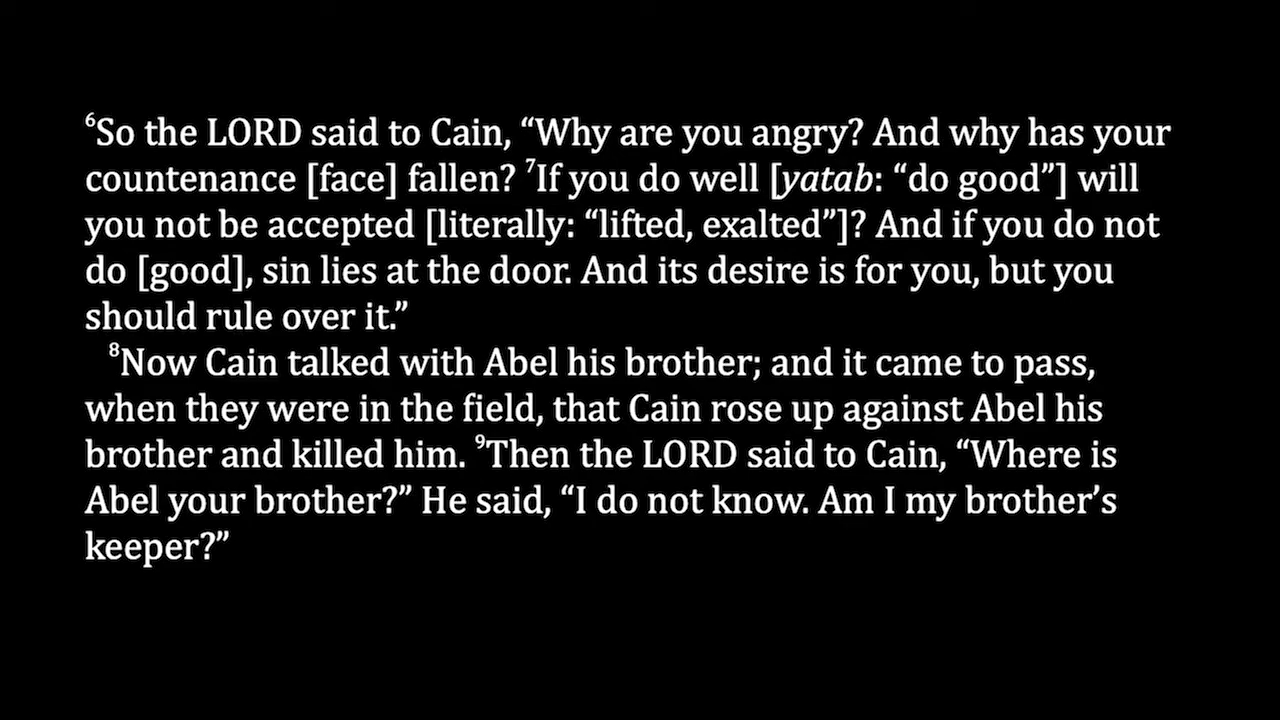 ⁶So the LORD said to Cain, “Why are you angry? And why has your
countenance [face] fallen? ⁷If you do well [yatab: “do good”] will
you not be accepted [literally: “lifted, exalted”]? And if you do not
do [good], sin lies at the door. And its desire is for you, but you
should rule over it.”
⁸Now Cain talked with Abel his brother; and it came to pass,
when they were in the field, that Cain rose up against Abel his
brother and killed him. ⁹Then the LORD said to Cain, “Where is
Abel your brother?” He said, “I do not know. Am I my brother’s
keeper?”